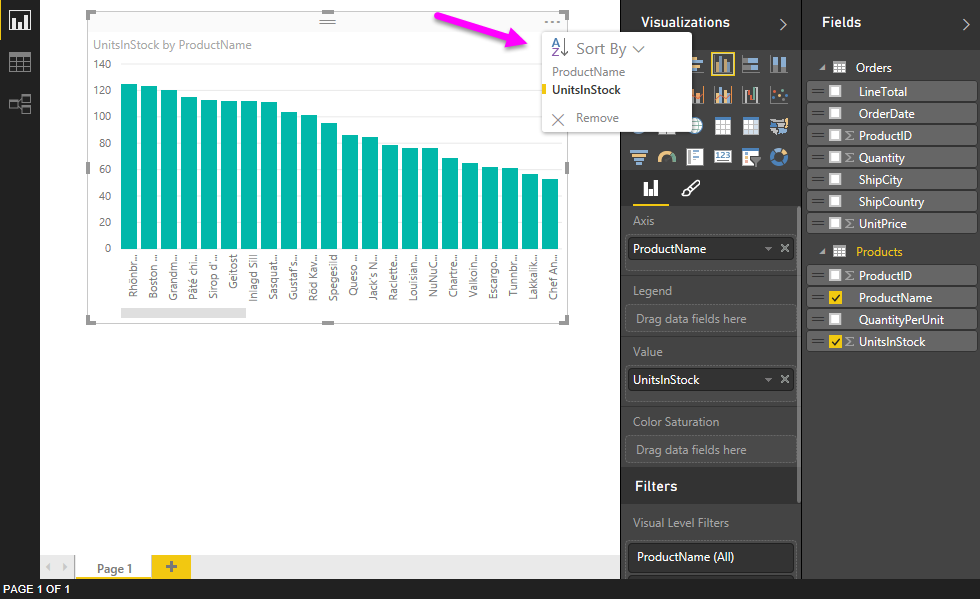 UnitsInStock by ProductName
140
120
100
80
60
40
20
0
Rhönbr...
Boston ...
Grandm...
Pâté chi...
Sirop d'...
Geitost
Inlagd Sill
Sasquat...
Gustaf's...
Röd Kav...
Spegesild
Queso ...
Jack's N...
Raclette...
Louisian...
NuNuC...
Chartre...
Valkoin...
Escargo...
Tunnbr...
Lakkalik...
Chef An...
Sort By
ProductName
UnitsInStock
Remove
Visualizations
123
Axis
ProductName
Legend
Drag data fields here
Value
UnitsInStock
Color Saturation
Drag data fields here
Filters
Visual Level Filters
ProductName (All)
Fields
Orders
LineTotal
OrderDate
Σ ProductID
Σ Quantity
ShipCity
ShipCountry
Σ UnitPrice
Products
Σ ProductID
ProductName
QuantityPerUnit
Σ UnitsInStock
Page 1
PAGE 1 OF 1